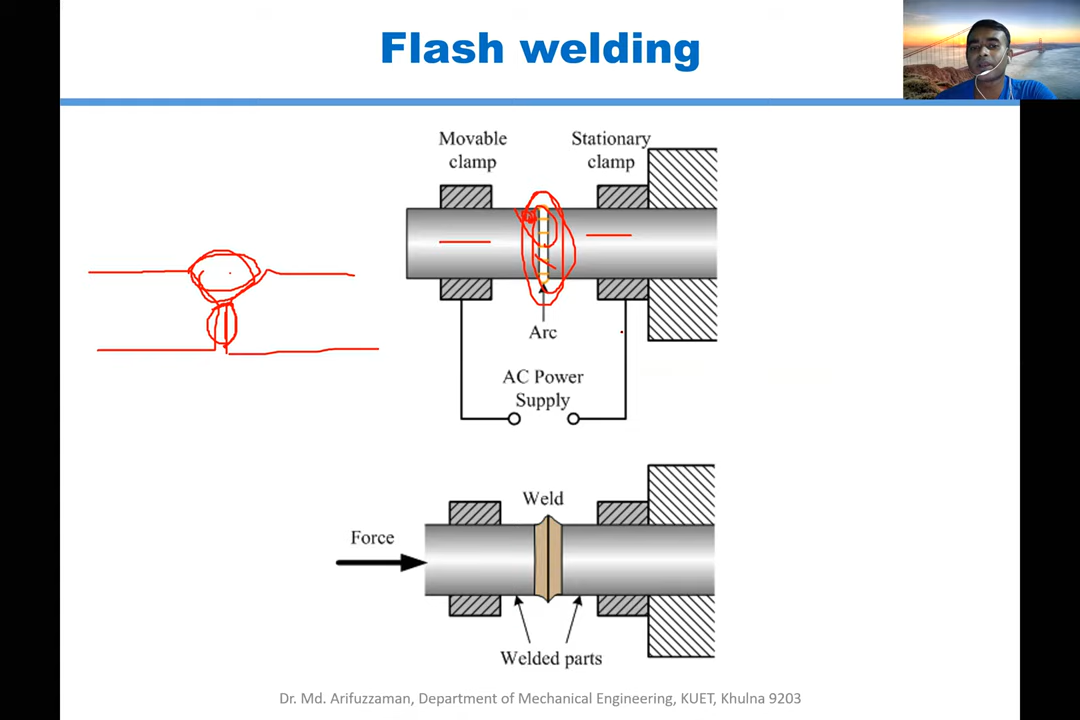 Flash welding
Movable
clamp
Stationary
clamp
Arc
AC Power
Supply
Weld
Force
Welded parts
Dr. Md. Arifuzzaman, Department of Mechanical Engineering, KUET, Khulna 9203